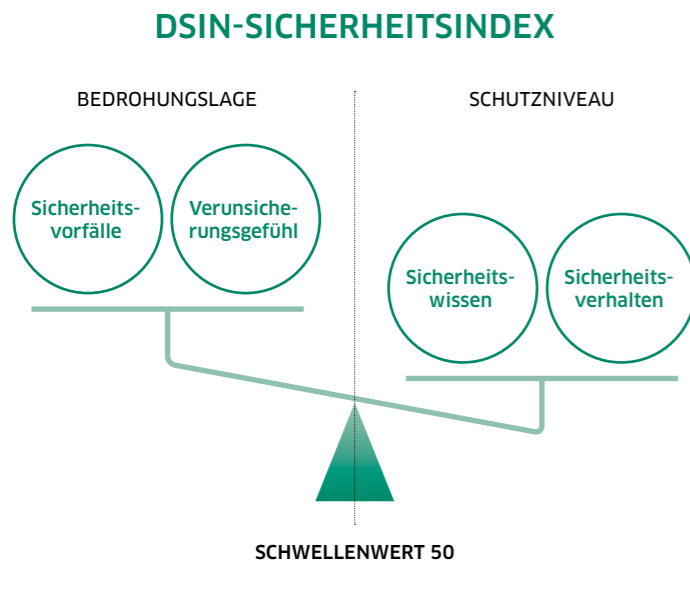 DSIN-SICHERHEITSINDEX
BEDROHUNGSLAGE
SCHUTZNIVEAU
Sicherheits-
vorfälle
Verunsiche-
rungsgefühl
Sicherheits-
wissen
Sicherheits-
verhalten
SCHWELLENWERT 50